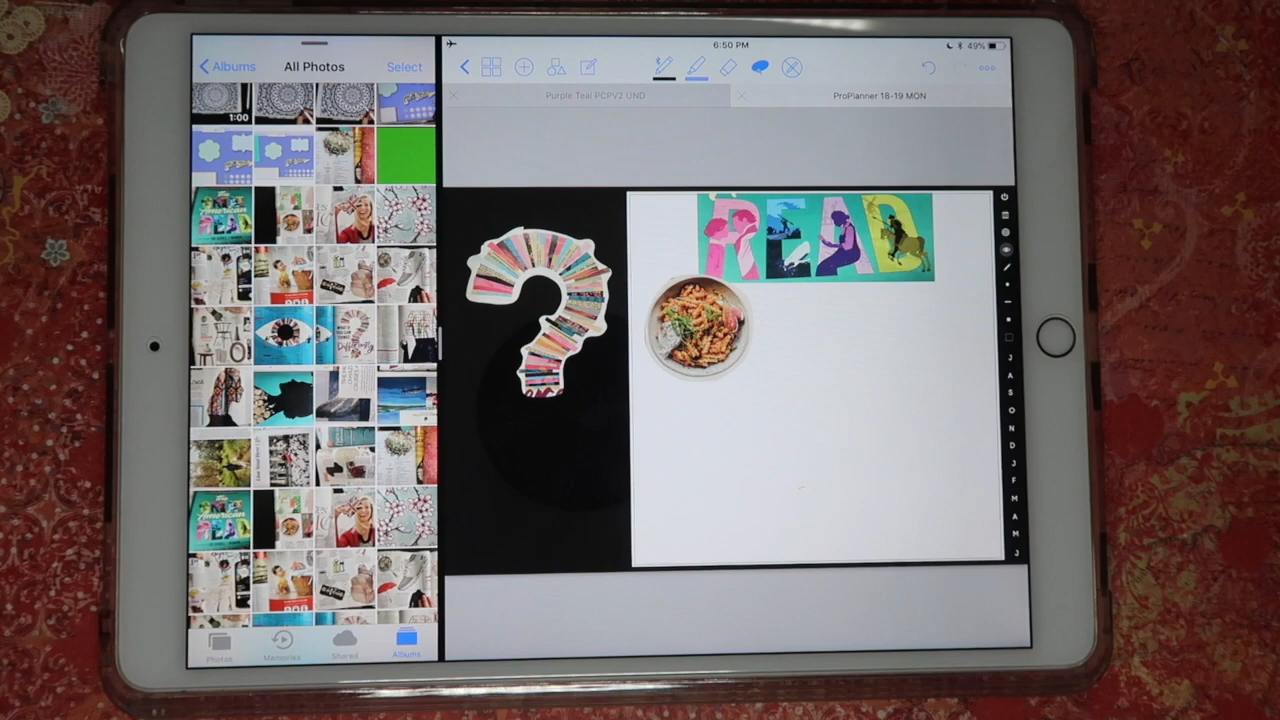 6:50 PM
49%
Albums
All Photos
Select
Purple Teal PCPV2 UND
ProPlanner 18-19 MON
1:00
American
READ
J
A
S
O
N
D
J
F
M
A
M
J
Photos
Memories
Shared
Albums